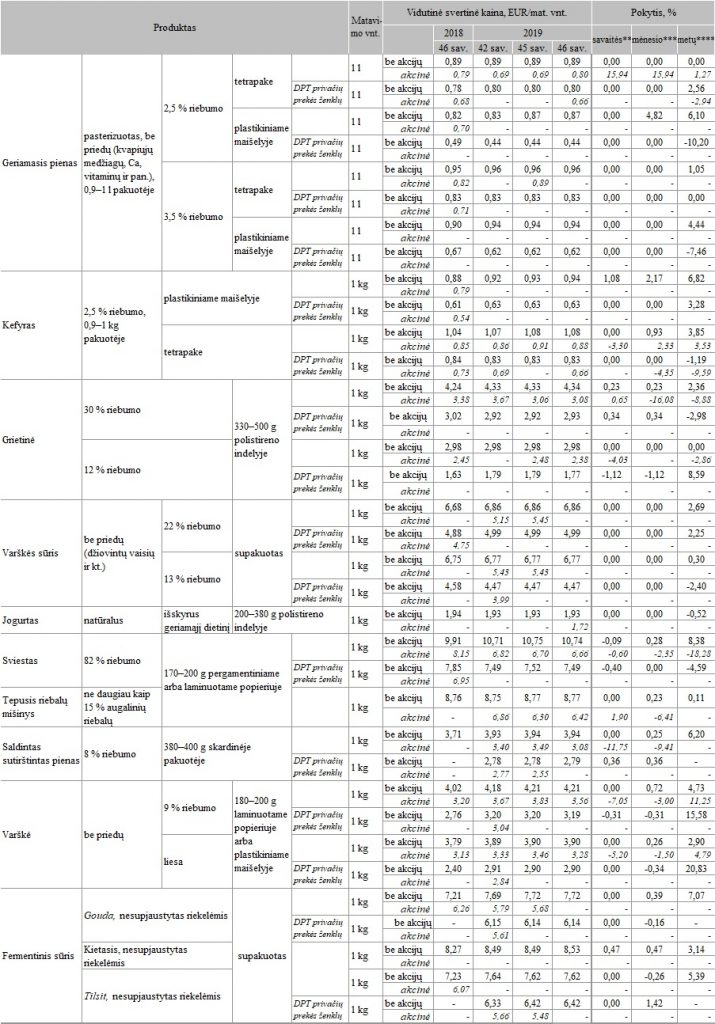 Produktas Matavi- Vidutinė svertinė kaina, EUR/mat. vnt. Pokytis, %
mo vnt. 2018 2019 savaitės** mėnesio*** metų****
46 sav. 42 sav. 45 sav. 46 sav.
Geriamasis pienas pasterizuotas, be priedų (kvapiųjų medžiagų, Ca, vitaminų ir pan.), 0,9–1 l pakuotėje
2,5 % riebumo tetrapake 1 l be akcijų 0,89 0,89 0,89 0,89 0,00 0,00 0,00
akcinė 0,79 0,69 0,69 0,80 15,94 15,94 1,27
DPT privačių prekės ženklų 1 l be akcijų 0,78 0,80 0,80 0,80 0,00 0,00 2,56
akcinė 0,68 - - 0,66 - - -2,94
plastikiniame maišelyje 1 l be akcijų 0,82 0,83 0,87 0,87 0,00 4,82 6,10
akcinė 0,70 - - - - - -
DPT privačių prekės ženklų 1 l be akcijų 0,49 0,44 0,44 0,44 0,00 0,00 -10,20
akcinė - - - - - - -
3,5 % riebumo tetrapake 1 l be akcijų 0,95 0,96 0,96 0,96 0,00 0,00 1,05
akcinė 0,82 - 0,89 - - - -
DPT privačių prekės ženklų 1 l be akcijų 0,83 0,83 0,83 0,83 0,00 0,00 0,00
akcinė 0,71 - - - - - -
plastikiniame maišelyje 1 l be akcijų 0,90 0,94 0,94 0,94 0,00 0,00 4,44
akcinė - - - - - - -
DPT privačių prekės ženklų 1 l be akcijų 0,67 0,62 0,62 0,62 0,00 0,00 -7,46
akcinė - - - - - - -
Kefyras 2,5 % riebumo, 0,9–1 kg pakuotėje
plastikiniame maišelyje 1 kg be akcijų 0,88 0,92 0,93 0,94 1,08 2,17 6,82
akcinė 0,79 - - - - - -
DPT privačių prekės ženklų 1 kg be akcijų 0,61 0,63 0,63 0,63 0,00 0,00 3,28
akcinė 0,54 - - - - - -
tetrapake 1 kg be akcijų 1,04 1,07 1,08 1,08 0,00 0,93 3,85
akcinė 0,85 0,86 0,91 0,88 -3,30 2,33 3,53
DPT privačių prekės ženklų 1 kg be akcijų 0,84 0,83 0,83 0,83 0,00 0,00 -1,19
akcinė 0,73 0,69 - 0,66 - -4,35 -9,59
Grietinė 330–500 g polistireno indelyje
30 % riebumo 1 kg be akcijų 4,24 4,33 4,33 4,34 0,23 0,23 2,36
akcinė 3,38 3,67 3,06 3,08 0,65 -16,08 -8,88
DPT privačių prekės ženklų 1 kg be akcijų 3,02 2,92 2,92 2,93 0,34 0,34 -2,98
akcinė - - - - - - -
12 % riebumo 1 kg be akcijų 2,98 2,98 2,98 2,98 0,00 0,00 0,00
akcinė 2,45 - 2,48 2,38 -4,03 - -2,86
DPT privačių prekės ženklų 1 kg be akcijų 1,63 1,79 1,79 1,77 -1,12 -1,12 8,59
akcinė - - - - - - -
Varškės sūris be priedų (džiovintų vaisių ir kt.) supakuotas
22 % riebumo 1 kg be akcijų 6,68 6,86 6,86 6,86 0,00 0,00 2,69
akcinė - 5,15 5,45 - - - -
DPT privačių prekės ženklų 1 kg be akcijų 4,88 4,99 4,99 4,99 0,00 0,00 2,25
akcinė 4,75 - - - - - -
13 % riebumo 1 kg be akcijų 6,75 6,77 6,77 6,77 0,00 0,00 0,30
akcinė - 5,43 5,43 - - - -
DPT privačių prekės ženklų 1 kg be akcijų 4,58 4,47 4,47 4,47 0,00 0,00 -2,40
akcinė - 3,99 - - - - -
Jogurtas natūralus išskyrus geriamąjį dietinį 200–380 g polistireno indelyje 1 kg be akcijų 1,94 1,93 1,93 1,93 0,00 0,00 -0,52
akcinė - - - 1,72 - - -
Sviestas 82 % riebumo 170–200 g pergamentiniame arba laminuotame popieriuje
1 kg be akcijų 9,91 10,71 10,75 10,74 -0,09 0,28 8,38
akcinė 8,15 6,82 6,70 6,66 -0,60 -2,35 -18,28
DPT privačių prekės ženklų 1 kg be akcijų 7,85 7,49 7,52 7,49 -0,40 0,00 -4,59
akcinė 6,95 - - - - - -
Tepusis riebalų mišinys ne daugiau kaip 15 % augalinių riebalų 1 kg be akcijų 8,76 8,75 8,77 8,77 0,00 0,23 0,11
akcinė - 6,86 6,30 6,42 1,90 -6,41 -
Saldintas sutirštintas pienas 8 % riebumo 380–400 g skardinėje pakuotėje
1 kg be akcijų 3,71 3,93 3,94 3,94 0,00 0,25 6,20
akcinė - 3,40 3,49 3,08 -11,75 -9,41 -
DPT privačių prekės ženklų 1 kg be akcijų - 2,78 2,78 2,79 0,36 0,36 -
akcinė - 2,77 2,55 - - - -
Varškė be priedų 180–200 g laminuotame popieriuje arba plastikiniame maišelyje
9 % riebumo 1 kg be akcijų 4,02 4,18 4,21 4,21 0,00 0,72 4,73
akcinė 3,20 3,67 3,83 3,56 -7,05 -3,00 11,25
DPT privačių prekės ženklų 1 kg be akcijų 2,76 3,20 3,20 3,19 -0,31 -0,31 15,58
akcinė - 3,04 - - - - -
liesa 1 kg be akcijų 3,79 3,89 3,90 3,90 0,00 0,26 2,90
akcinė 3,13 3,33 3,46 3,28 -5,20 -1,50 4,79
DPT privačių prekės ženklų 1 kg be akcijų 2,40 2,91 2,90 2,90 0,00 -0,34 20,83
akcinė - 2,84 - - - - -
Fermentinis sūris supakuotas
Gouda, nesupjaustytas riekelėmis 1 kg be akcijų 7,21 7,69 7,72 7,72 0,00 0,39 7,07
akcinė 6,26 5,79 5,68 - - - -
DPT privačių prekės ženklų 1 kg be akcijų - 6,15 6,14 6,14 0,00 -0,16 -
akcinė - 5,61 - - - - -
Kietasis, nesupjaustytas riekelėmis 1 kg be akcijų 8,27 8,49 8,49 8,53 0,47 0,47 3,14
akcinė - - - - - - -
Tilsit, nesupjaustytas riekelėmis 1 kg be akcijų 7,23 7,64 7,62 7,62 0,00 -0,26 5,39
akcinė 6,07 - - - - - -
DPT privačių prekės ženklų 1 kg be akcijų - 6,33 6,42 6,42 0,00 1,42 -
akcinė - 5,66 5,48 - - - -